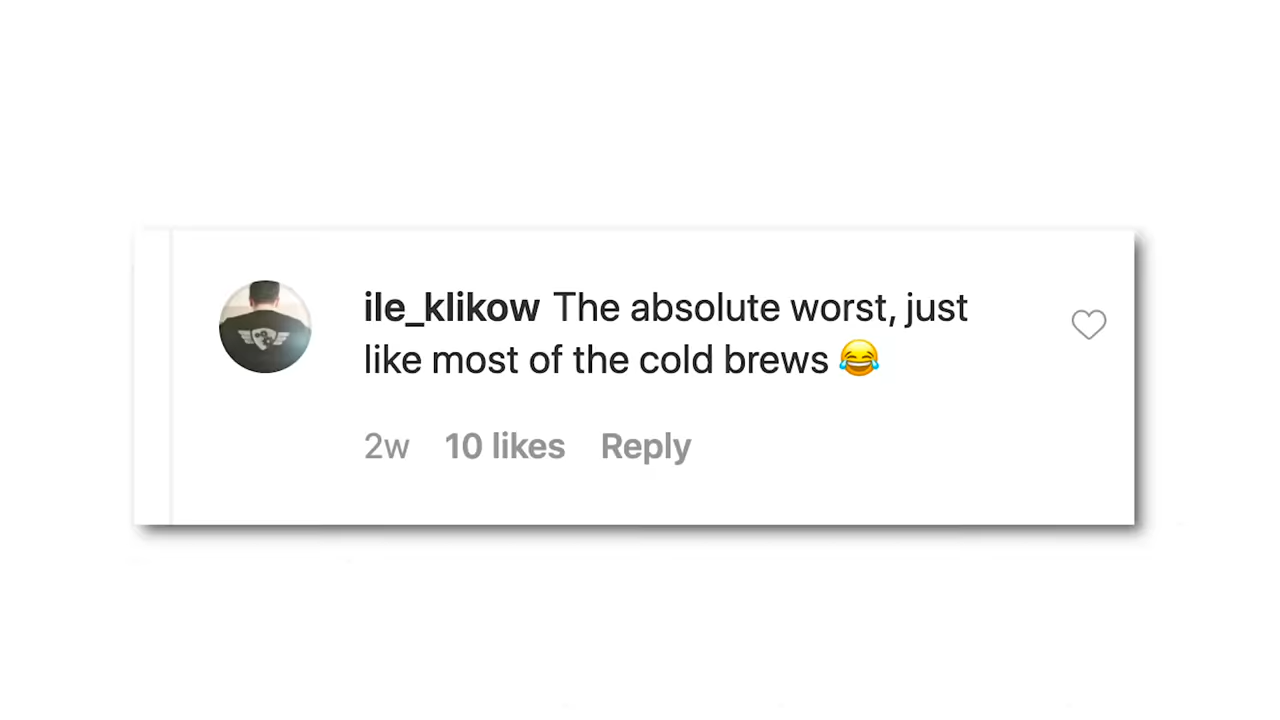 ile_klikow The absolute worst, just
like most of the cold brews 😂
2w 10 likes Reply